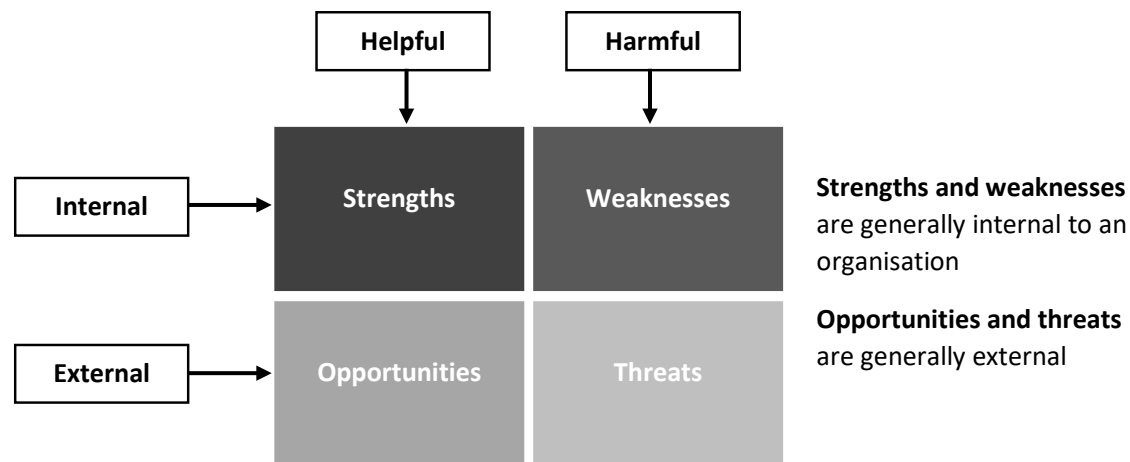 Helpful
Harmful
Internal
Strengths
Weaknesses
Strengths and weaknesses
are generally internal to an
organisation
External
Opportunities
Threats
Opportunities and threats
are generally external